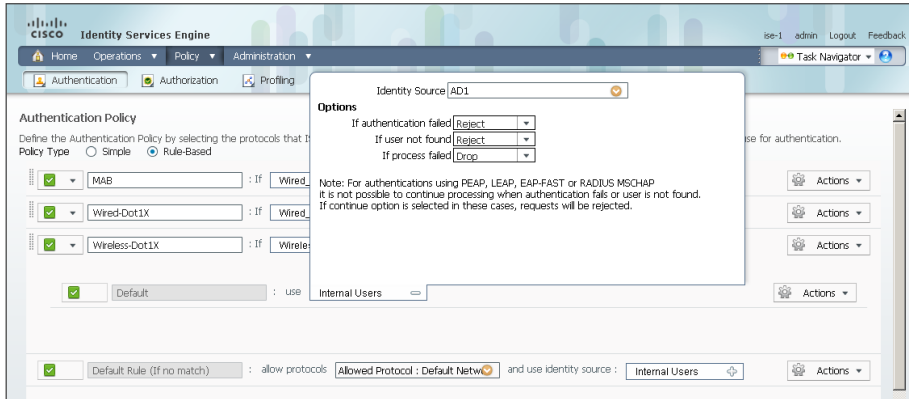 CISCO Identity Services Engine
ise-1 admin Logout Feedback
Home Operations Policy Administration
Task Navigator ?
Authentication Authorization Profiling
Identity Source AD1
Options
If authentication failed Reject
If user not found Reject
If process failed Drop
Note: For authentications using PEAP, LEAP, EAP-FAST or RADIUS MSCHAP
it is not possible to continue processing when authentication fails or user is not found.
If continue option is selected in these cases, requests will be rejected.
Authentication Policy
Define the Authentication Policy by selecting the protocols that use for authentication.
Policy Type Simple Rule-Based
MAB : If Wired_ Actions
Wired-Dot1X : If Wired_ Actions
Wireless-Dot1X : If Actions
Default : use Internal Users Actions
Default Rule (If no match) : allow protocols Allowed Protocol : Default Netw and use identity source : Internal Users Actions